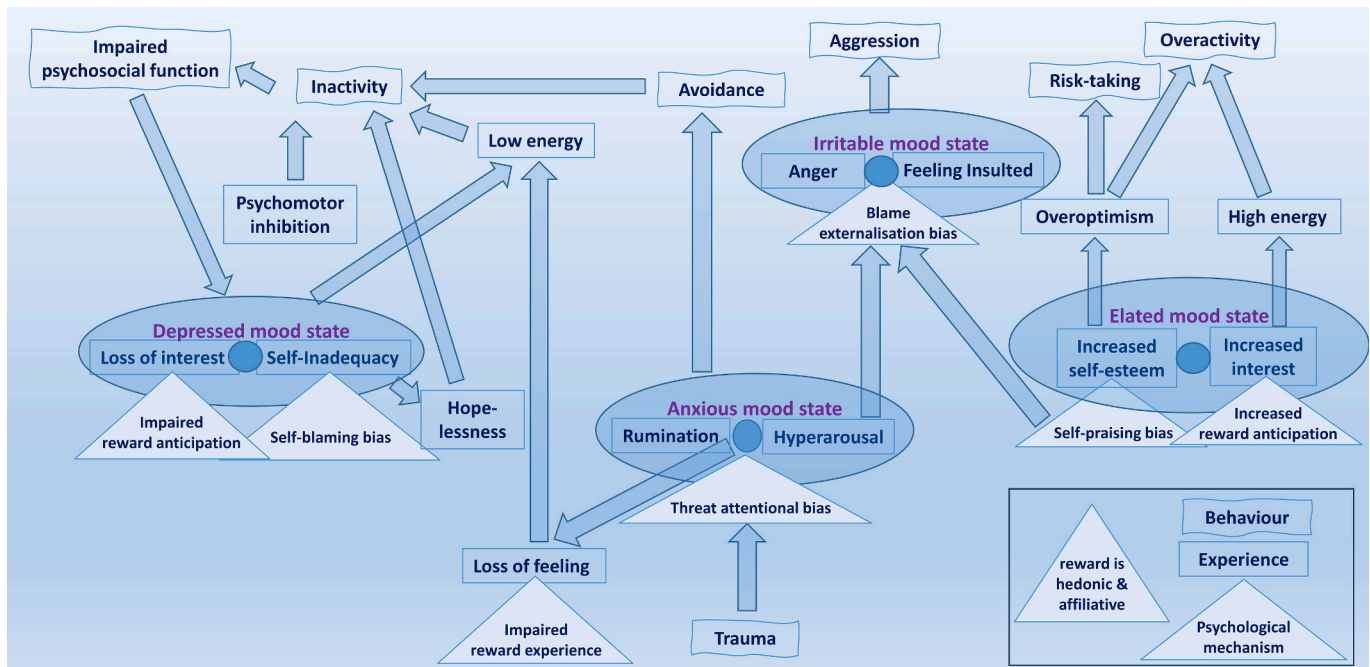 Impaired
psychosocial function
Inactivity
Avoidance
Aggression
Overactivity
Risk-taking
Low energy
Psychomotor
inhibition
Irritable mood state
Anger
Feeling Insulted
Blame
externalisation bias
Overoptimism
High energy
Depressed mood state
Loss of interest
Self-Inadequacy
Impaired
reward anticipation
Self-blaming bias
Hope-
lessness
Anxious mood state
Rumination
Hyperarousal
Threat attentional bias
Elated mood state
Increased
self-esteem
Increased
interest
Self-praising bias
Increased
reward anticipation
Loss of feeling
Impaired
reward experience
Trauma
reward is
hedonic &
affiliative
Behaviour
Experience
Psychological
mechanism